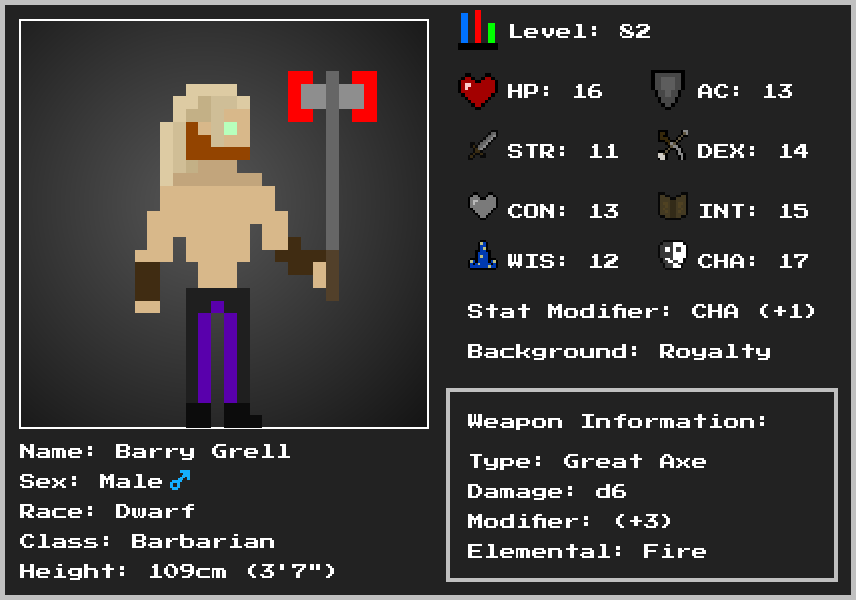 Level: 82
HP: 16 AC: 13
STR: 11 DEX: 14
CON: 13 INT: 15
WIS: 12 CHA: 17
Stat Modifier: CHA (+1)
Background: Royalty
Weapon Information:
Type: Great Axe
Damage: d6
Modifier: (+3)
Elemental: Fire
Name: Barry Grell
Sex: Male ♂
Race: Dwarf
Class: Barbarian
Height: 109cm (3'7")